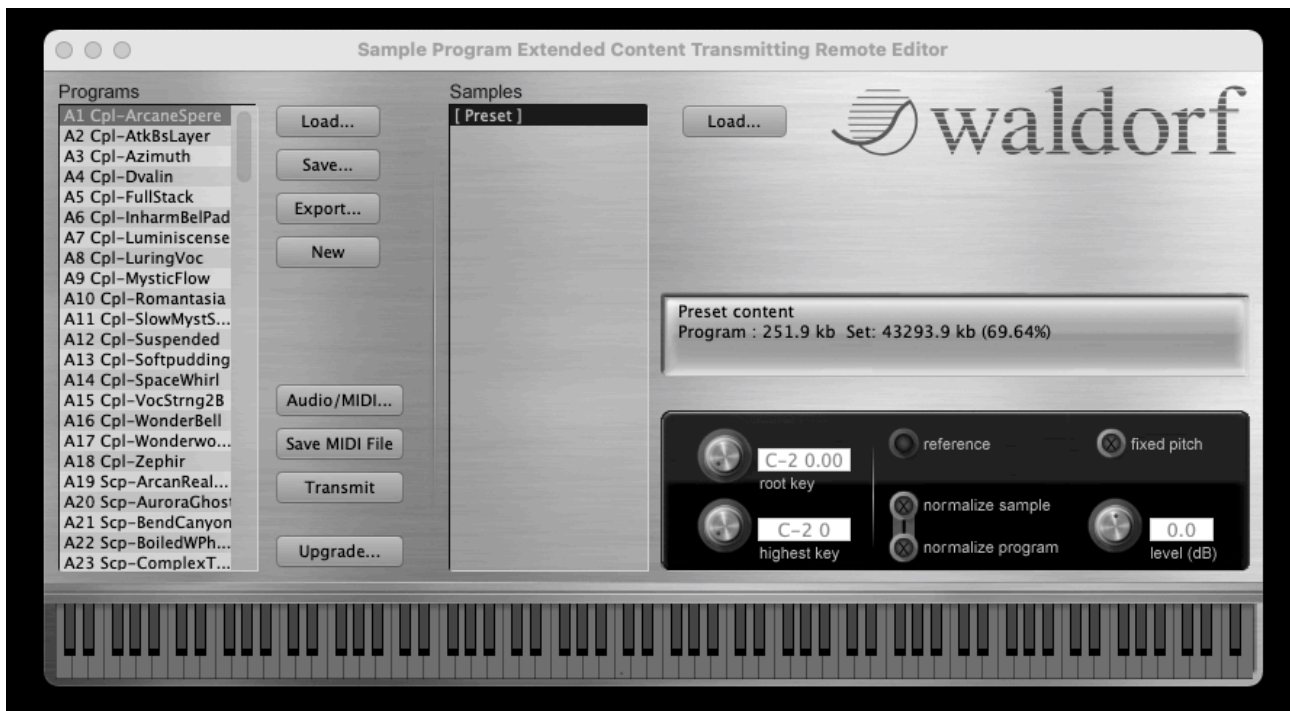 Sample Program Extended Content Transmitting Remote Editor
Programs
A1 Cpl-ArcaneSpere
A2 Cpl-AtkBsLayer
A3 Cpl-Azimuth
A4 Cpl-Dvalin
A5 Cpl-FullStack
A6 Cpl-InharmBelPad
A7 Cpl-Luminiscense
A8 Cpl-LuringVoc
A9 Cpl-MysticFlow
A10 Cpl-Romantasia
A11 Cpl-SlowMystS...
A12 Cpl-Suspended
A13 Cpl-Softpudding
A14 Cpl-SpaceWhirl
A15 Cpl-VocStrng2B
A16 Cpl-WonderBell
A17 Cpl-Wonderwo...
A18 Cpl-Zephir
A19 Scp-ArcanReal...
A20 Scp-AuroraGhost
A21 Scp-BendCanyon
A22 Scp-BoiledWPh...
A23 Scp-ComplexT...
Load...
Save...
Export...
New
Audio/MIDI...
Save MIDI File
Transmit
Upgrade...
Samples
[ Preset ]
Load...
waldorf
Preset content
Program : 251.9 kb Set: 43293.9 kb (69.64%)
C-2 0.00
root key
C-2 0
highest key
reference
normalize sample
normalize program
fixed pitch
0.0
level (dB)